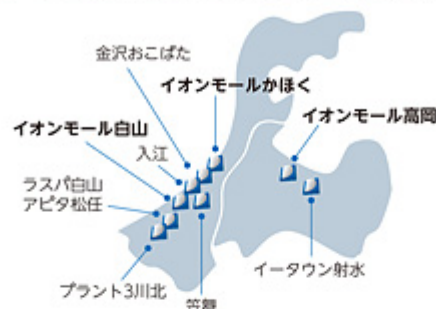 金沢おこばた
イオンモールかほく
イオンモール白山
イオンモール高岡
入江
ラスパ白山
アピタ松任
イータウン射水
プラント3川北